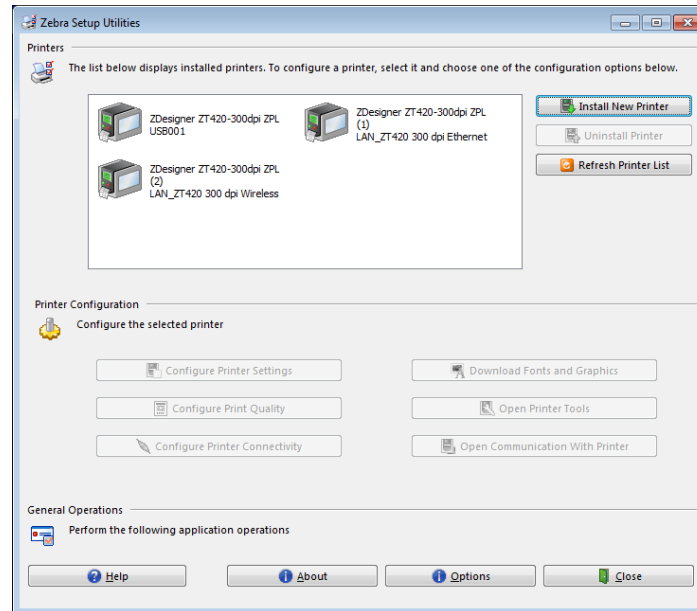 Zebra Setup Utilities
Printers
The list below displays installed printers. To configure a printer, select it and choose one of the configuration options below.
ZDesigner ZT420-300dpi ZPL
USB001
ZDesigner ZT420-300dpi ZPL
(1)
LAN_ZT420 300 dpi Ethernet
ZDesigner ZT420-300dpi ZPL
(2)
LAN_ZT420 300 dpi Wireless
Install New Printer
Uninstall Printer
Refresh Printer List
Printer Configuration
Configure the selected printer
Configure Printer Settings
Download Fonts and Graphics
Configure Print Quality
Open Printer Tools
Configure Printer Connectivity
Open Communication With Printer
General Operations
Perform the following application operations
Help
About
Options
Close